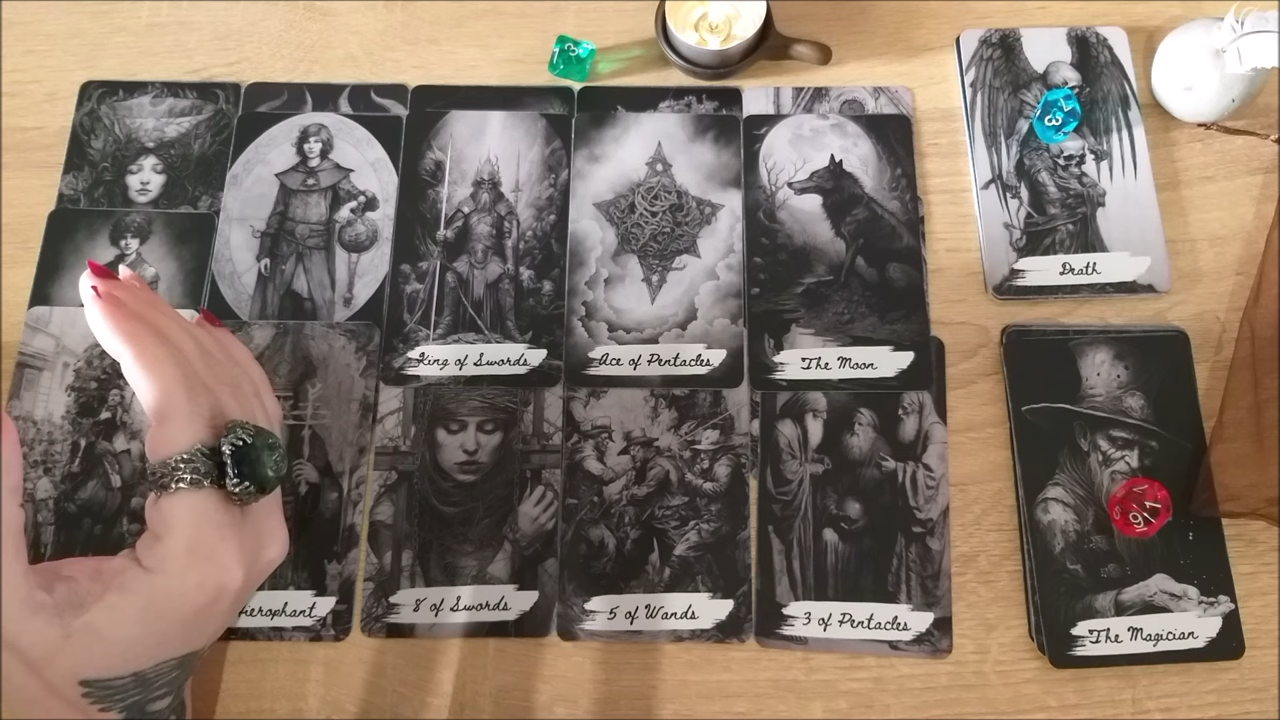 Death
King of Swords
Ace of Pentacles
The Moon
Hierophant
8 of Swords
5 of Wands
3 of Pentacles
The Magician